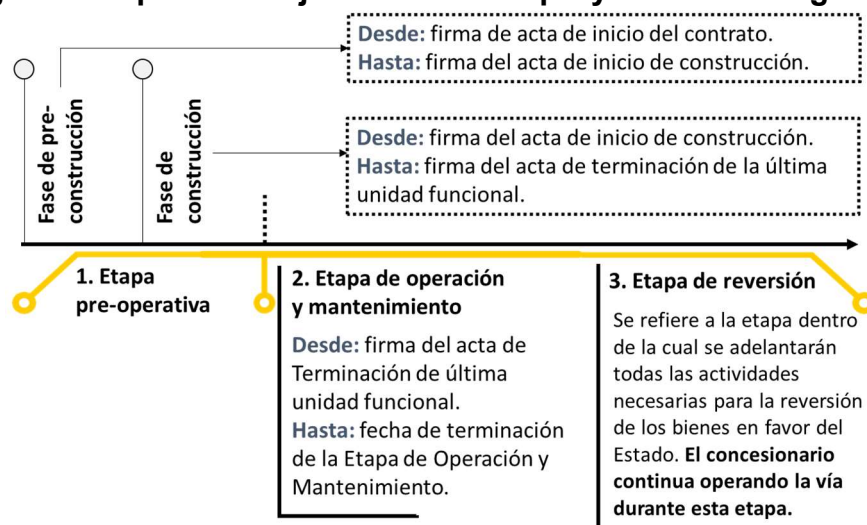 Desde: firma de acta de inicio del contrato.
Hasta: firma del acta de inicio de construcción.
Fase de pre-
construcción
Fase de
construcción
Desde: firma del acta de inicio de construcción.
Hasta: firma del acta de terminación de la última
unidad funcional.
1. Etapa
pre-operativa
2. Etapa de operación
y mantenimiento
Desde: firma del acta de
Terminación de última
unidad funcional.
Hasta: fecha de terminación
de la Etapa de Operación y
Mantenimiento.
3. Etapa de reversión
Se refiere a la etapa dentro
de la cual se adelantarán
todas las actividades
necesarias para la reversión
de los bienes en favor del
Estado. El concesionario
continua operando la vía
durante esta etapa.